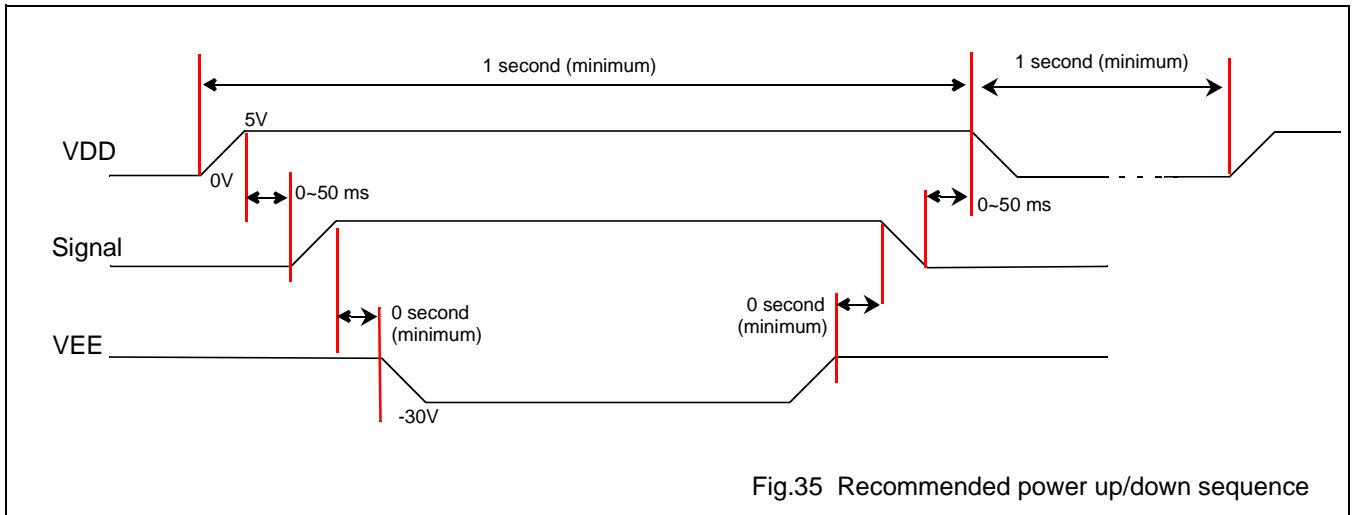 1 second (minimum)
1 second (minimum)
5V
VDD
0V
0~50 ms
0~50 ms
Signal
0 second
(minimum)
0 second
(minimum)
VEE
-30V
Fig.35 Recommended power up/down sequence